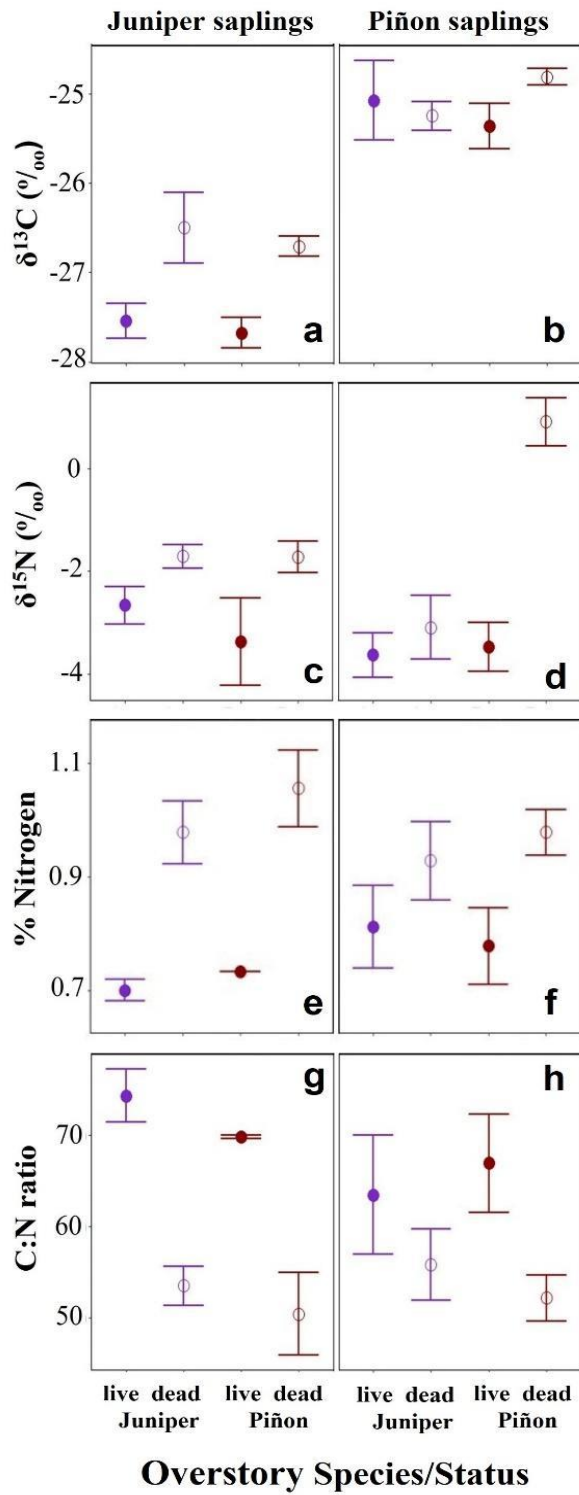 Juniper saplings Piñon saplings
δ¹³C (º/ₒₒ)
-25
-26
-27
-28
a
b
δ¹⁵N (º/ₒₒ)
0
-2
-4
c
d
% Nitrogen
1.1
0.9
0.7
e
f
C:N ratio
70
60
50
g
h
live dead live dead live dead live dead
Juniper Piñon Juniper Piñon
Overstory Species/Status